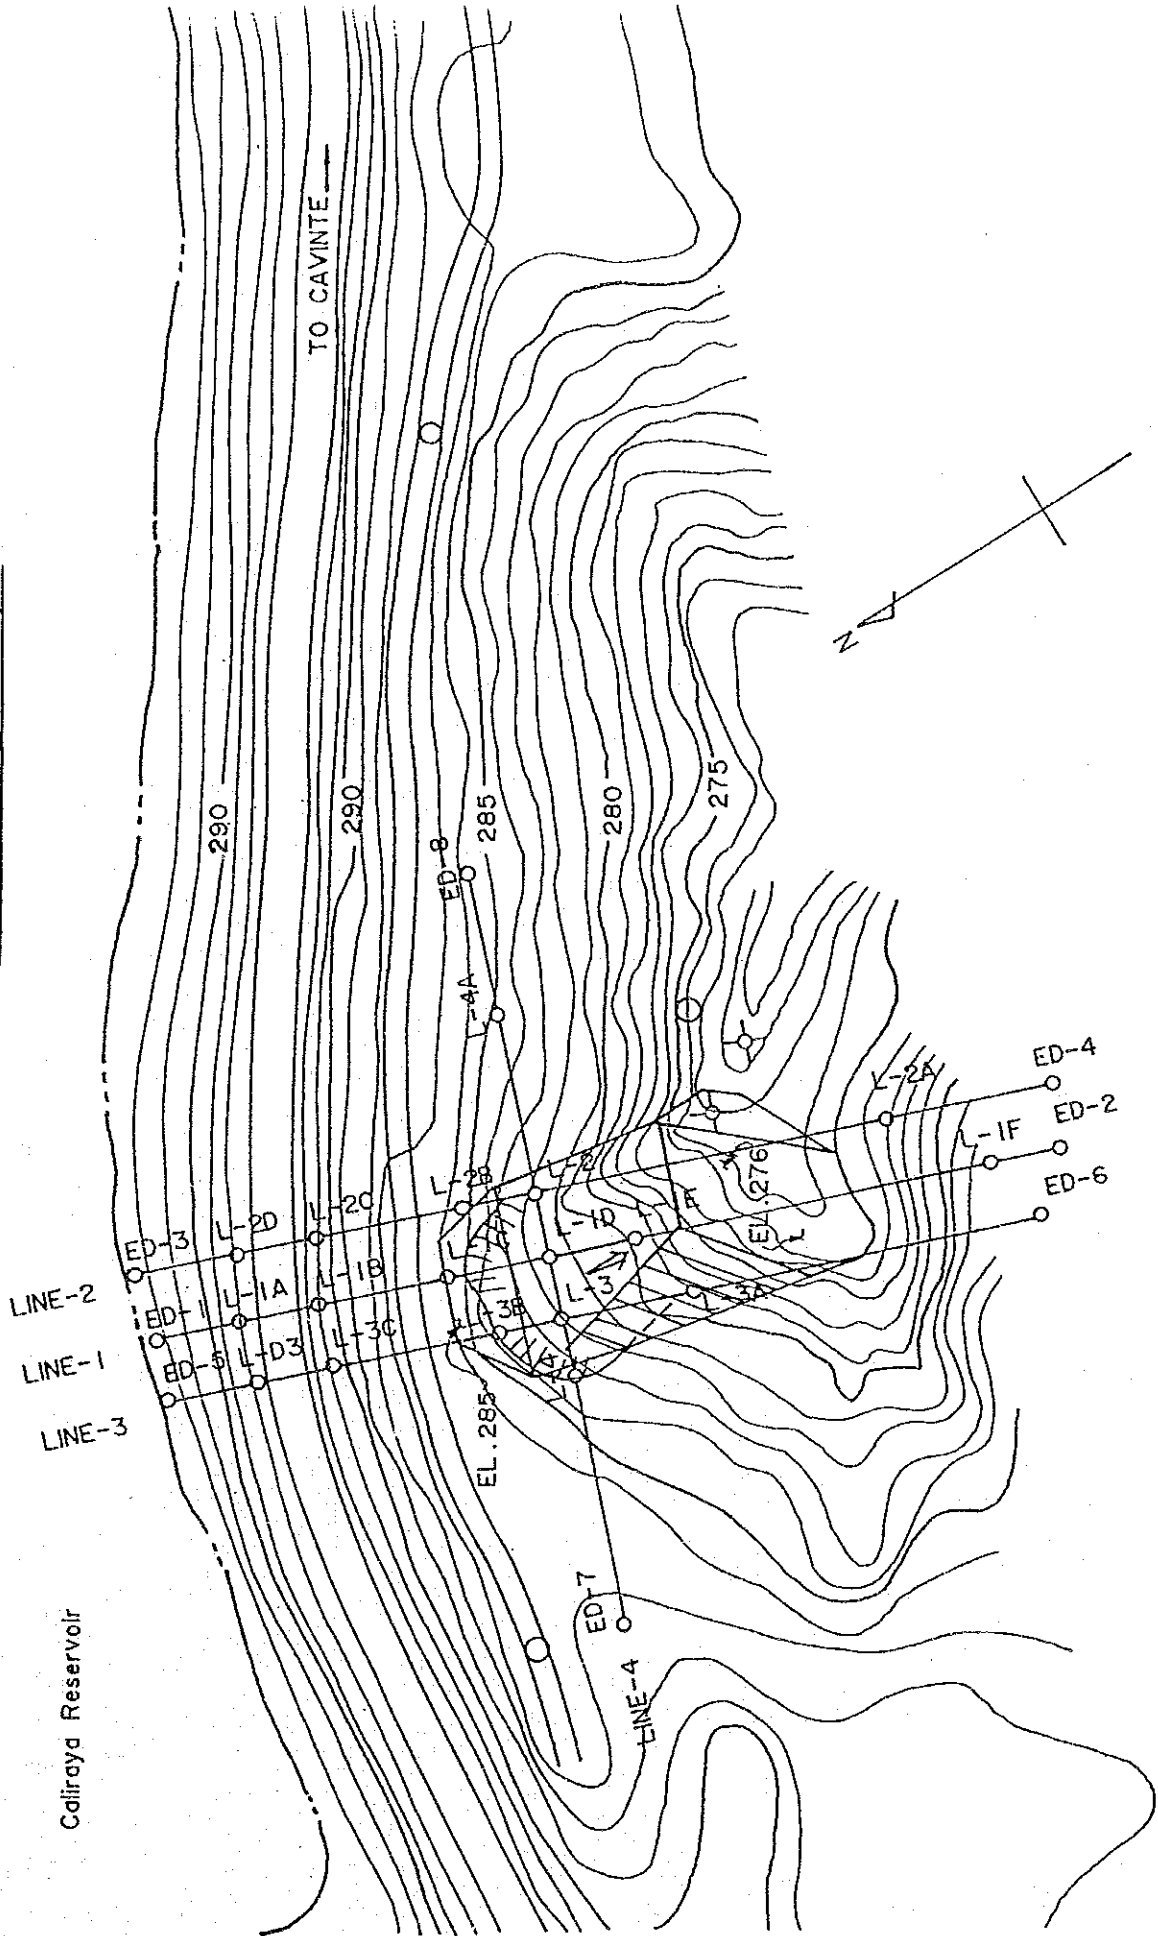 Caliraya Reservoir
TO CAVINTE
290
290
285
280
275
N
ED-8
L-4A
LINE-2
ED-3
L-2D
L-2C
L-2B
L-2
L-2A
ED-4
LINE-1
ED-1
L-1A
L-1B
L-1D
L-1F
ED-2
LINE-3
ED-5
L-D3
L-3C
L-3B
L-3
L-3A
ED-6
EL.285
EL.276
ED-7
LINE-4